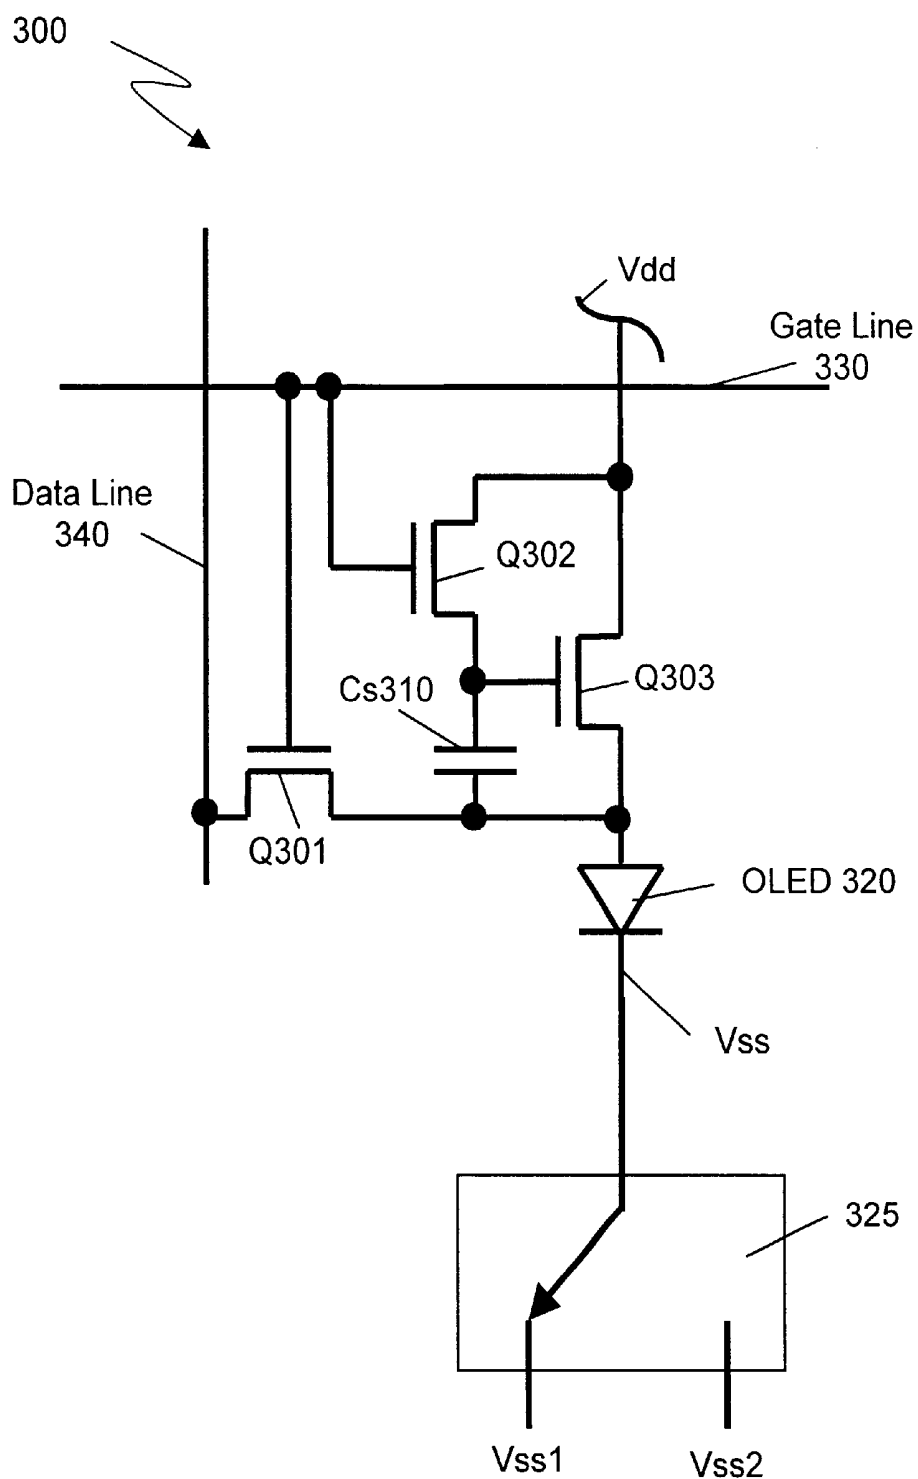 300
Vdd
Gate Line
330
Data Line
340
Q302
Q303
Cs310
Q301
OLED 320
Vss
325
Vss1
Vss2